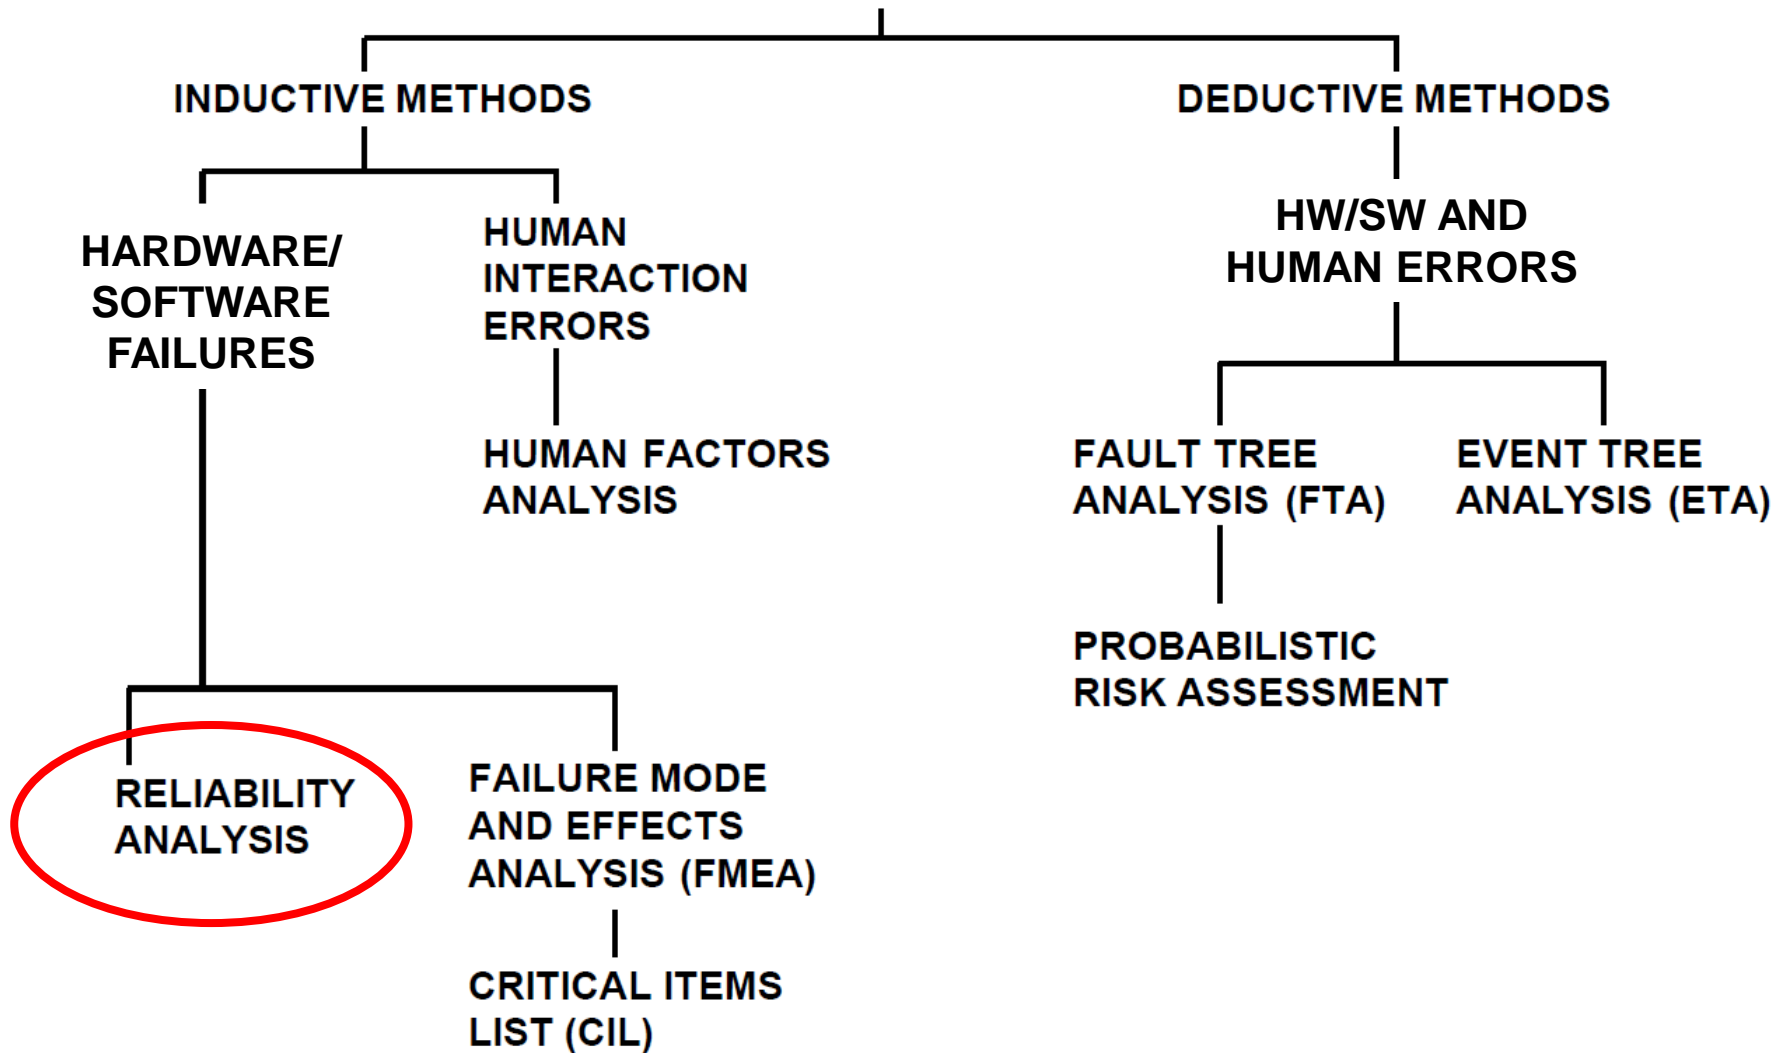 INDUCTIVE METHODS
DEDUCTIVE METHODS
HARDWARE/
SOFTWARE
FAILURES
HUMAN
INTERACTION
ERRORS
HW/SW AND
HUMAN ERRORS
HUMAN FACTORS
ANALYSIS
FAULT TREE
ANALYSIS (FTA)
EVENT TREE
ANALYSIS (ETA)
PROBABILISTIC
RISK ASSESSMENT
RELIABILITY
ANALYSIS
FAILURE MODE
AND EFFECTS
ANALYSIS (FMEA)
CRITICAL ITEMS
LIST (CIL)